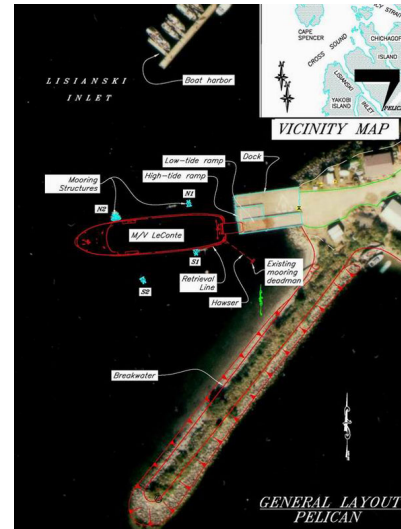 CAPE
SPENCER
CROSS SOUND
CHICHAGOF
ISLAND
LISIANSKI
INLET
YAKOBI
ISLAND
PELICAN
VICINITY MAP
LISIANSKI
INLET
Boat harbor
Low-tide ramp
High-tide ramp
Dock
Mooring
Structures
N1
N2
M/V LeConte
S1
S2
Retrieval
Line
Hawser
Existing
mooring
deadman
Breakwater
GENERAL LAYOUT
PELICAN